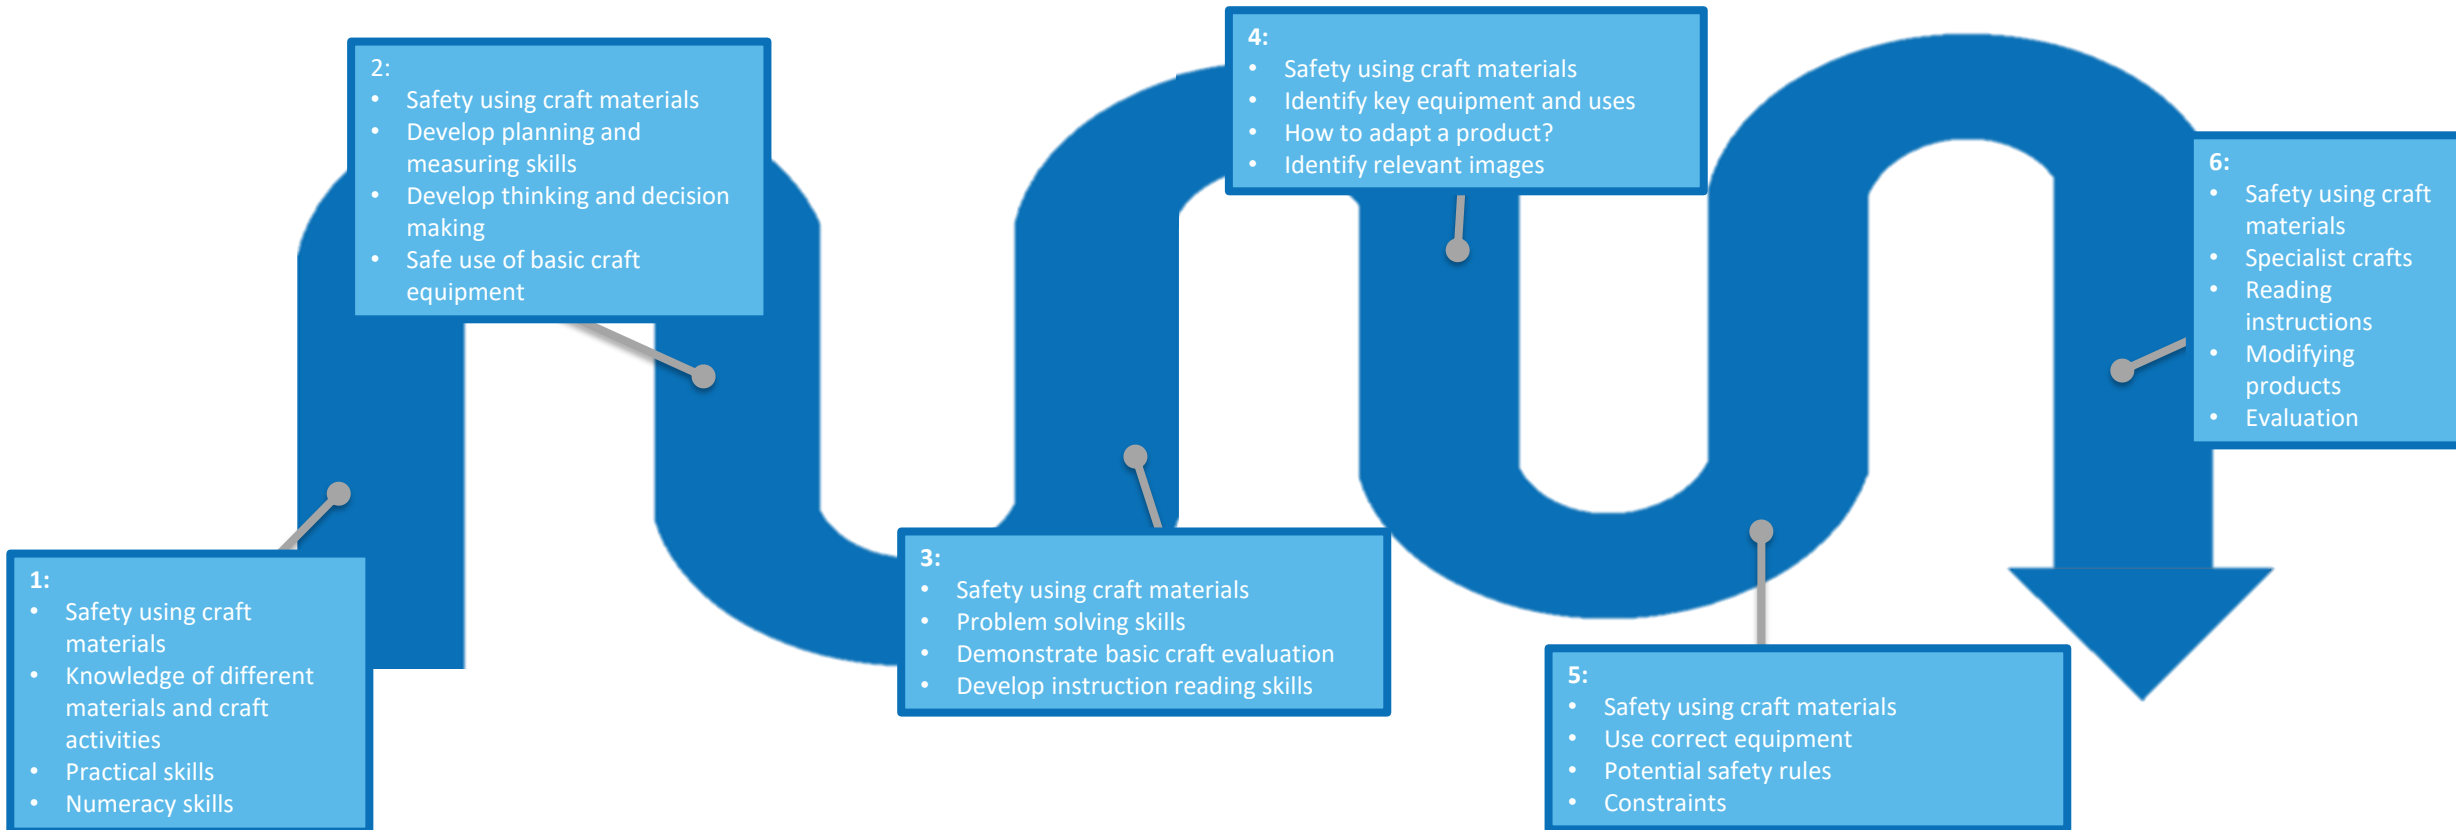 1:
• Safety using craft
materials
• Knowledge of different
materials and craft
activities
• Practical skills
• Numeracy skills
2:
• Safety using craft materials
• Develop planning and
measuring skills
• Develop thinking and decision
making
• Safe use of basic craft
equipment
3:
• Safety using craft materials
• Problem solving skills
• Demonstrate basic craft evaluation
• Develop instruction reading skills
4:
• Safety using craft materials
• Identify key equipment and uses
• How to adapt a product?
• Identify relevant images
5:
• Safety using craft materials
• Use correct equipment
• Potential safety rules
• Constraints
6:
• Safety using craft
materials
• Specialist crafts
• Reading
instructions
• Modifying
products
• Evaluation